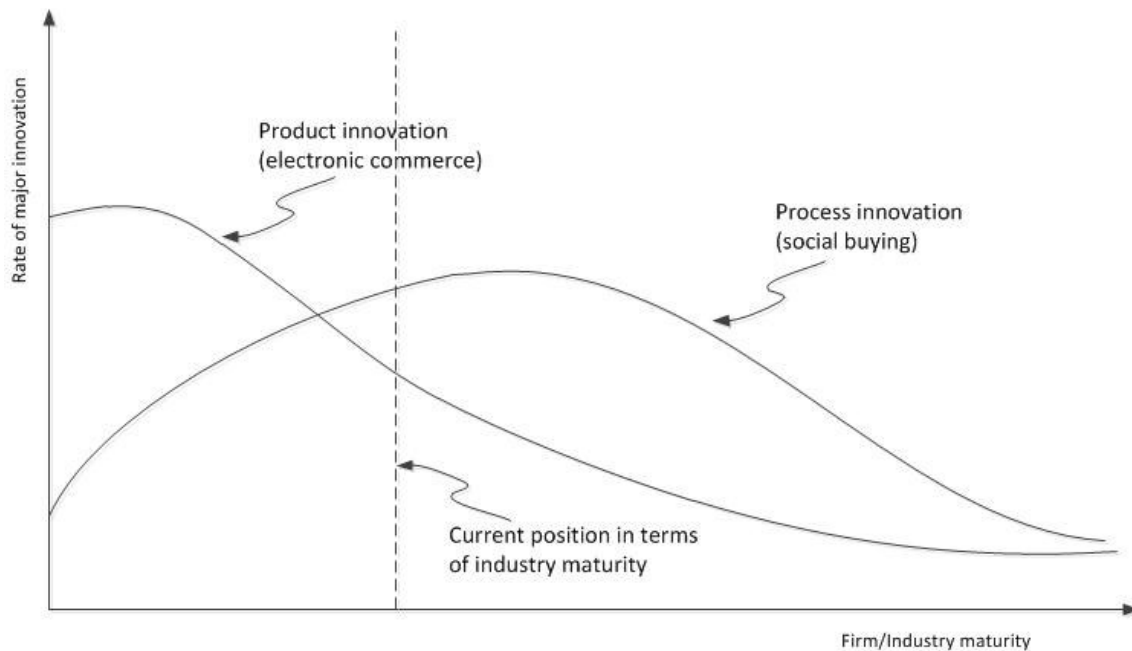 Rate of major innovation
Product innovation
(electronic commerce)
Process innovation
(social buying)
Current position in terms
of industry maturity
Firm/Industry maturity